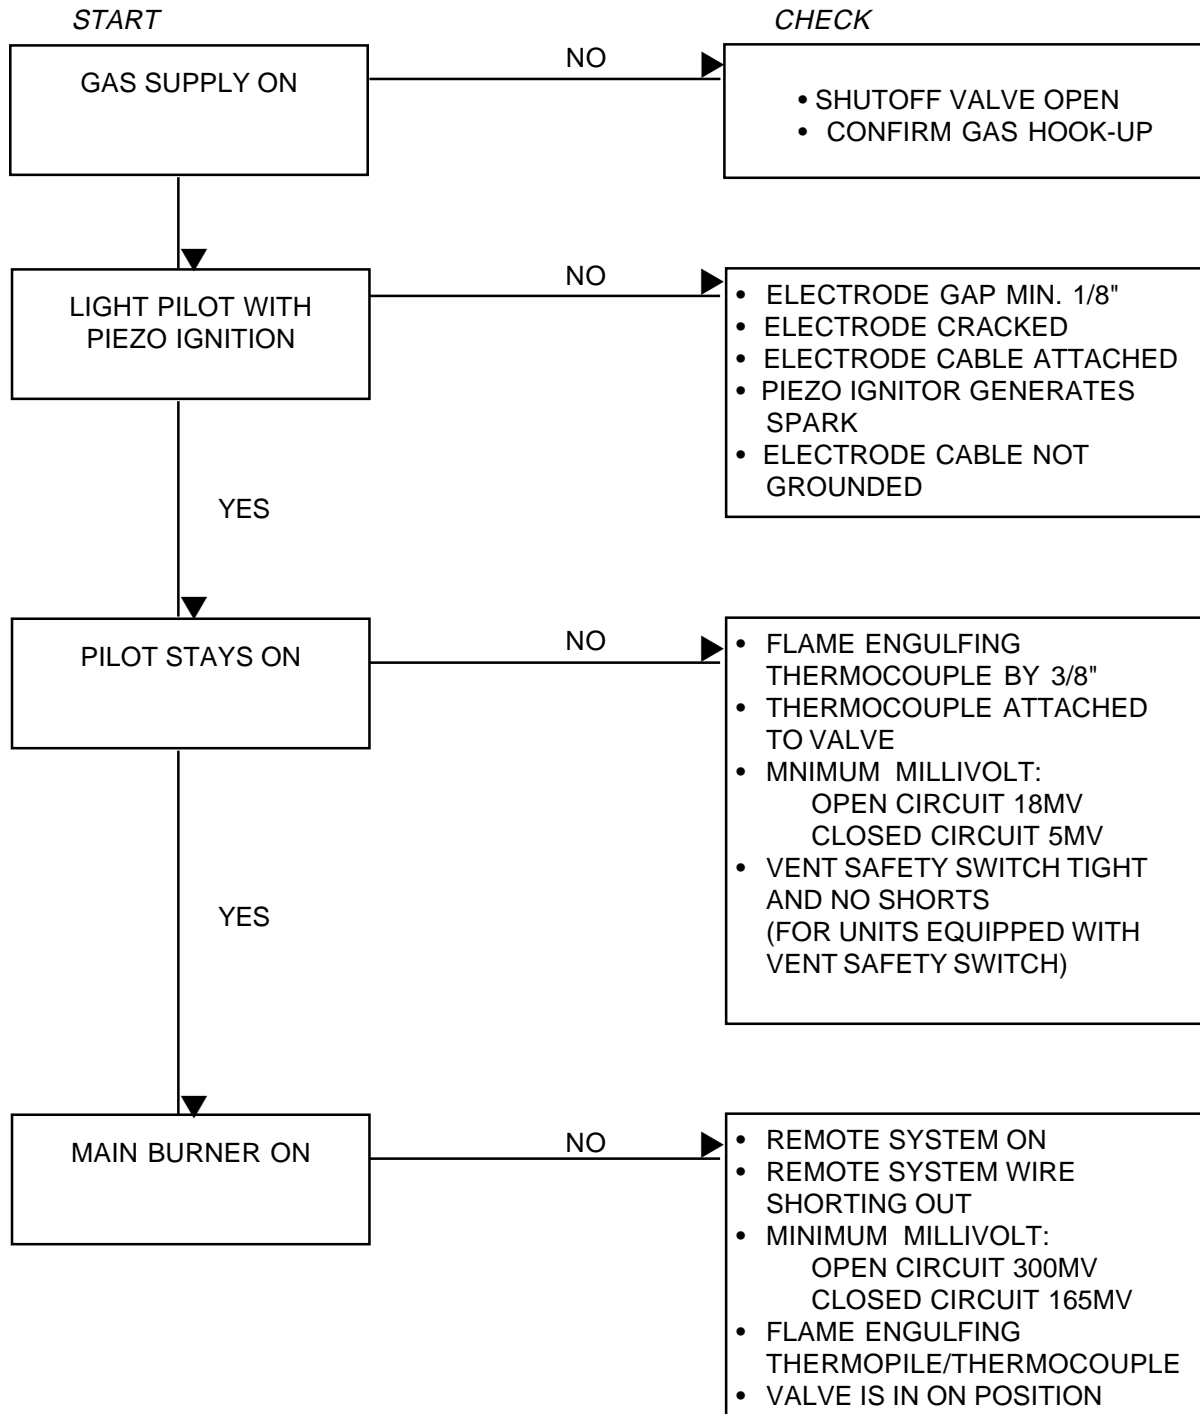 START
CHECK
GAS SUPPLY ON
NO
• SHUTOFF VALVE OPEN
• CONFIRM GAS HOOK-UP
LIGHT PILOT WITH
PIEZO IGNITION
NO
• ELECTRODE GAP MIN. 1/8"
• ELECTRODE CRACKED
• ELECTRODE CABLE ATTACHED
• PIEZO IGNITOR GENERATES
SPARK
• ELECTRODE CABLE NOT
GROUNDED
YES
PILOT STAYS ON
NO
• FLAME ENGULFING
THERMOCOUPLE BY 3/8"
• THERMOCOUPLE ATTACHED
TO VALVE
• MNIMUM MILLIVOLT:
OPEN CIRCUIT 18MV
CLOSED CIRCUIT 5MV
• VENT SAFETY SWITCH TIGHT
AND NO SHORTS
(FOR UNITS EQUIPPED WITH
VENT SAFETY SWITCH)
YES
MAIN BURNER ON
NO
• REMOTE SYSTEM ON
• REMOTE SYSTEM WIRE
SHORTING OUT
• MINIMUM MILLIVOLT:
OPEN CIRCUIT 300MV
CLOSED CIRCUIT 165MV
• FLAME ENGULFING
THERMOPILE/THERMOCOUPLE
• VALVE IS IN ON POSITION